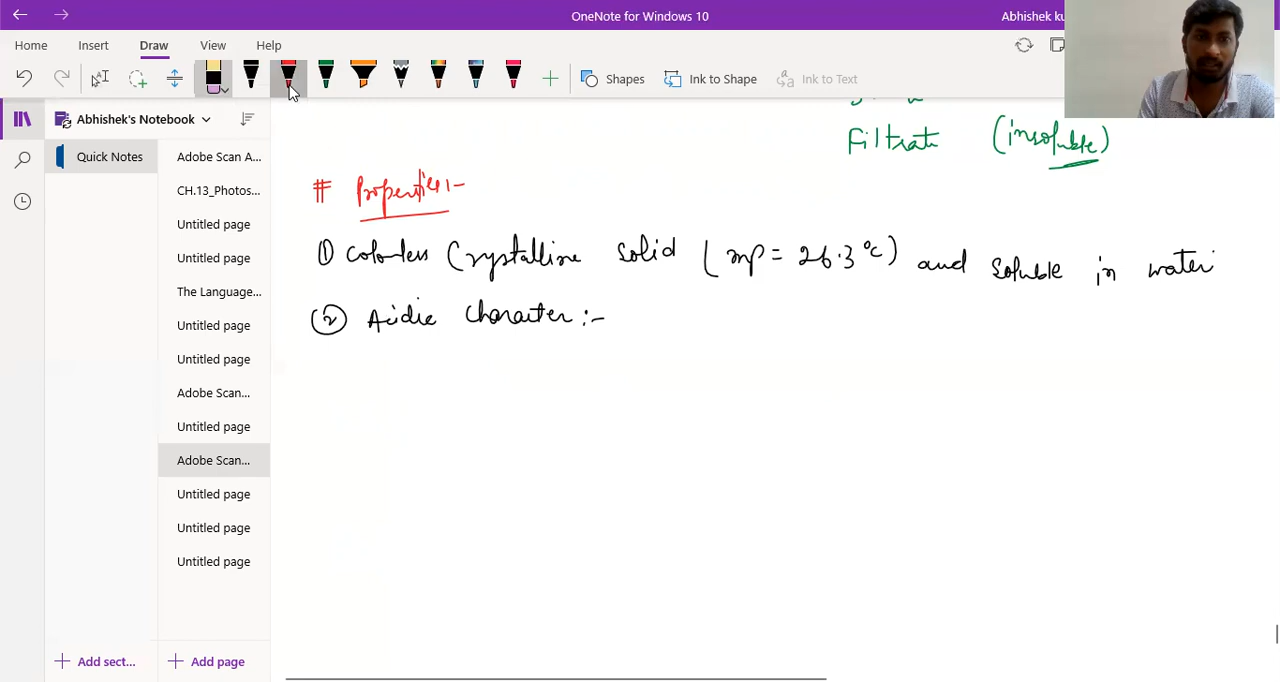 OneNote for Windows 10
Abhishek ku
Home Insert Draw View Help
Shapes Ink to Shape Ink to Text
Abhishek's Notebook
Quick Notes
Adobe Scan A...
CH.13_Photos...
Untitled page
Untitled page
The Language...
Untitled page
Untitled page
Adobe Scan...
Untitled page
Adobe Scan...
Untitled page
Untitled page
Untitled page
Add sect...
Add page
Filtrate (insoluble)
# Properties:-
① Colorless Crystalline solid (mp = 26.3 °C) and soluble in water
② Acidic Character :-